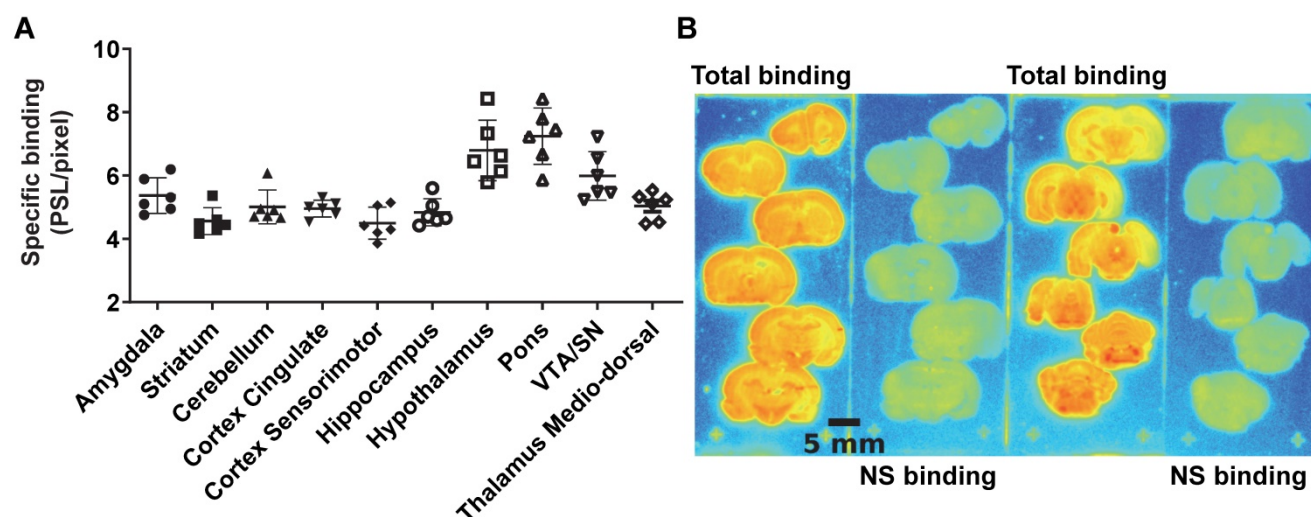 A
B
Specific binding
(PSL/pixel)
10
8
6
4
2
Amygdala
Striatum
Cerebellum
Cortex Cingulate
Cortex Sensorimotor
Hippocampus
Hypothalamus
Pons
VTA/SN
Thalamus Medio-dorsal
Total binding
Total binding
5 mm
NS binding
NS binding